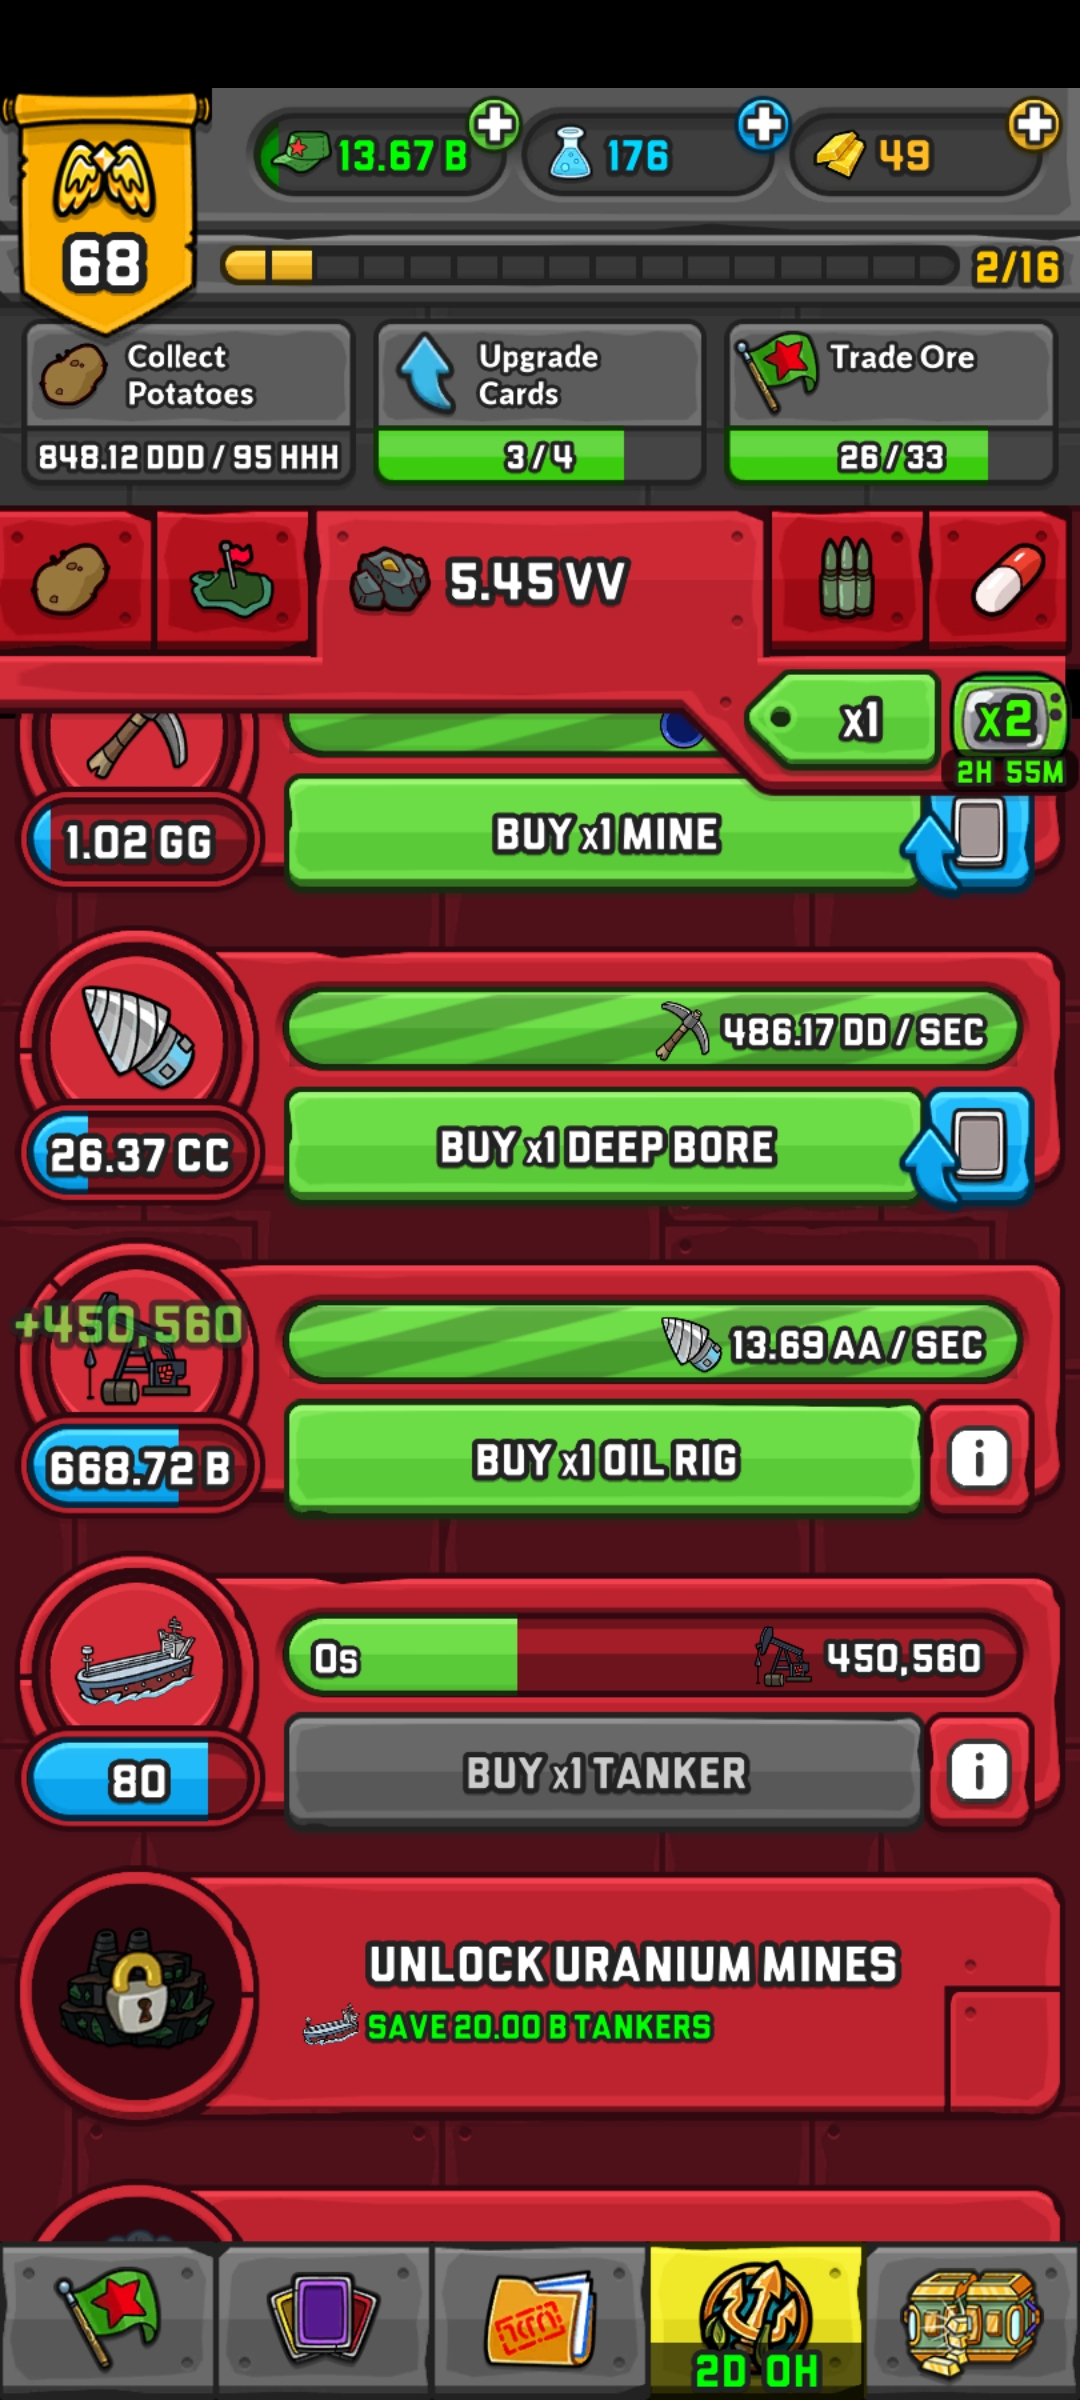 13.67 B
176
49
68
2/16
Collect
Potatoes
848.12 DDD / 95 HHH
Upgrade
Cards
3/4
Trade Ore
26/33
5.45 VV
x1
x2
2H 55M
1.02 GG
BUY x1 MINE
486.17 DD / SEC
26.37 CC
BUY x1 DEEP BORE
+450,560
13.69 AA / SEC
668.72 B
BUY x1 OIL RIG
i
0s
450,560
80
BUY x1 TANKER
i
UNLOCK URANIUM MINES
SAVE 20.00 B TANKERS
2D 0H